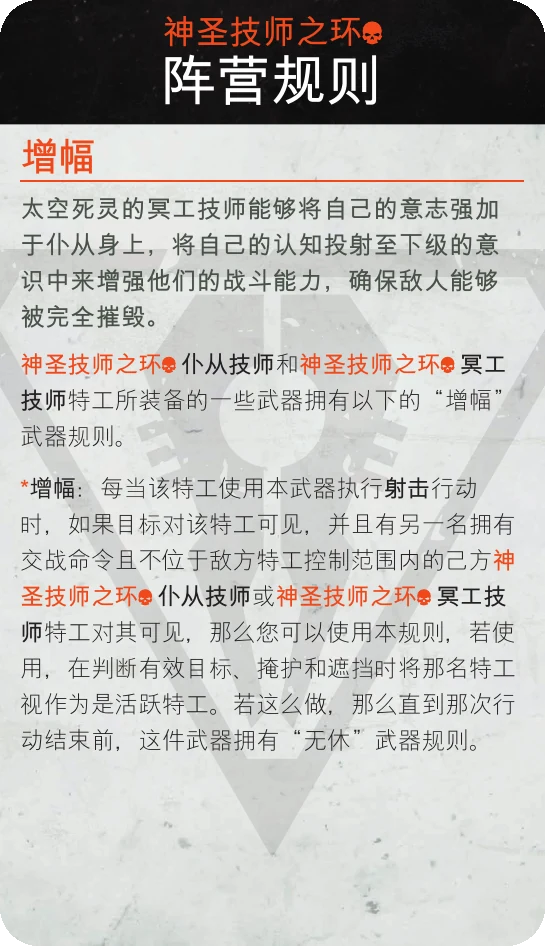 神圣技师之环
阵营规则
增幅
太空死灵的冥工技师能够将自己的意志强加
于仆从身上，将自己的认知投射至下级的意
识中来增强他们的战斗能力，确保敌人能够
被完全摧毁。
神圣技师之环 仆从技师和神圣技师之环 冥工
技师特工所装备的一些武器拥有以下的“增幅”
武器规则。
*增幅：每当该特工使用本武器执行射击行动
时，如果目标对该特工可见，并且有另一名拥有
交战命令且不位于敌方特工控制范围内的己方神
圣技师之环 仆从技师或神圣技师之环 冥工技
师特工对其可见，那么您可以使用本规则，若使
用，在判断有效目标、掩护和遮挡时将那名特工
视作为是活跃特工。若这么做，那么直到那次行
动结束前，这件武器拥有“无休”武器规则。